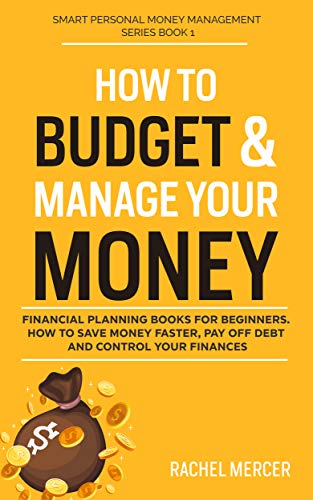 SMART PERSONAL MONEY MANAGEMENT
SERIES BOOK 1
HOW TO
BUDGET &
MANAGE YOUR
MONEY
FINANCIAL PLANNING BOOKS FOR BEGINNERS.
HOW TO SAVE MONEY FASTER, PAY OFF DEBT
AND CONTROL YOUR FINANCES
RACHEL MERCER